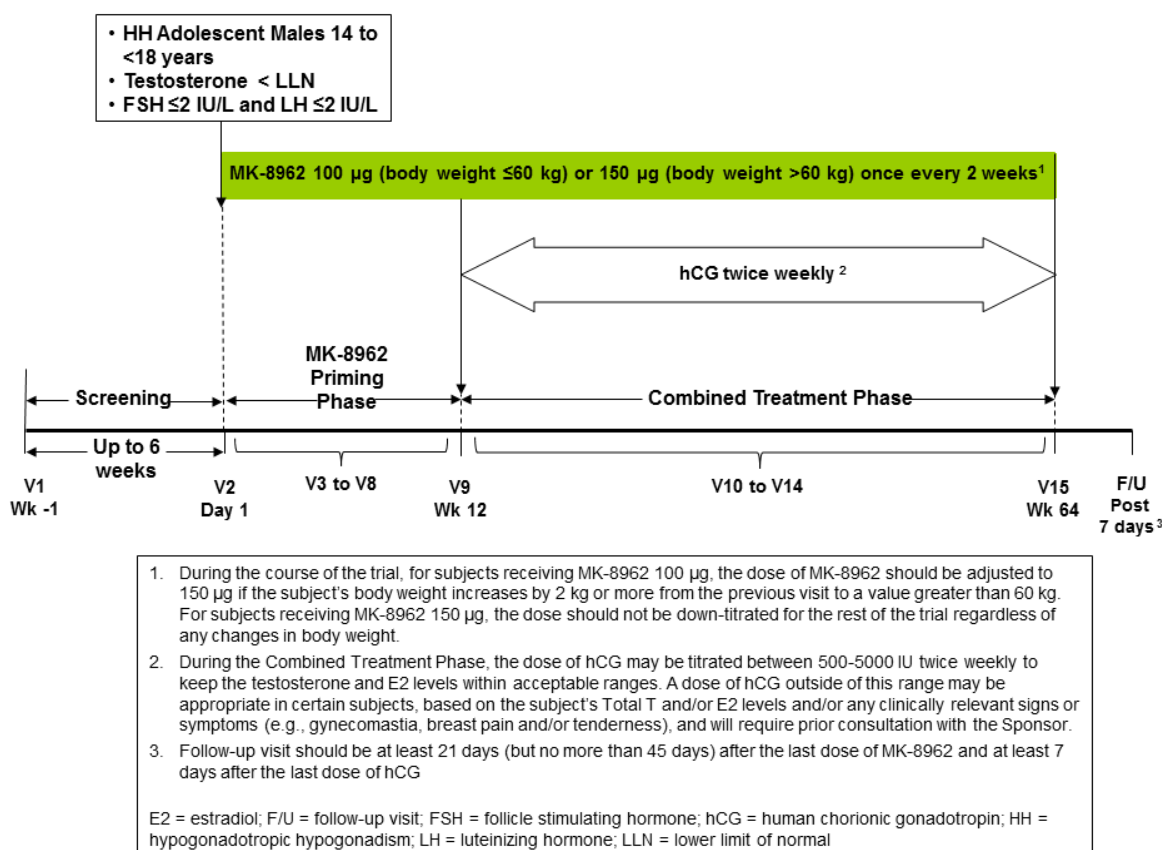 • HH Adolescent Males 14 to
<18 years
• Testosterone < LLN
• FSH ≤2 IU/L and LH ≤2 IU/L
MK-8962 100 µg (body weight ≤60 kg) or 150 µg (body weight >60 kg) once every 2 weeks¹
hCG twice weekly ²
MK-8962
Priming
Phase
Screening
Combined Treatment Phase
Up to 6
weeks
V1
Wk -1
V2
Day 1
V3 to V8
V9
Wk 12
V10 to V14
V15
Wk 64
F/U
Post
7 days ³
1. During the course of the trial, for subjects receiving MK-8962 100 µg, the dose of MK-8962 should be adjusted to
150 µg if the subject's body weight increases by 2 kg or more from the previous visit to a value greater than 60 kg.
For subjects receiving MK-8962 150 µg, the dose should not be down-titrated for the rest of the trial regardless of
any changes in body weight.
2. During the Combined Treatment Phase, the dose of hCG may be titrated between 500-5000 IU twice weekly to
keep the testosterone and E2 levels within acceptable ranges. A dose of hCG outside of this range may be
appropriate in certain subjects, based on the subject's Total T and/or E2 levels and/or any clinically relevant signs or
symptoms (e.g., gynecomastia, breast pain and/or tenderness), and will require prior consultation with the Sponsor.
3. Follow-up visit should be at least 21 days (but no more than 45 days) after the last dose of MK-8962 and at least 7
days after the last dose of hCG
E2 = estradiol; F/U = follow-up visit; FSH = follicle stimulating hormone; hCG = human chorionic gonadotropin; HH =
hypogonadotropic hypogonadism; LH = luteinizing hormone; LLN = lower limit of normal